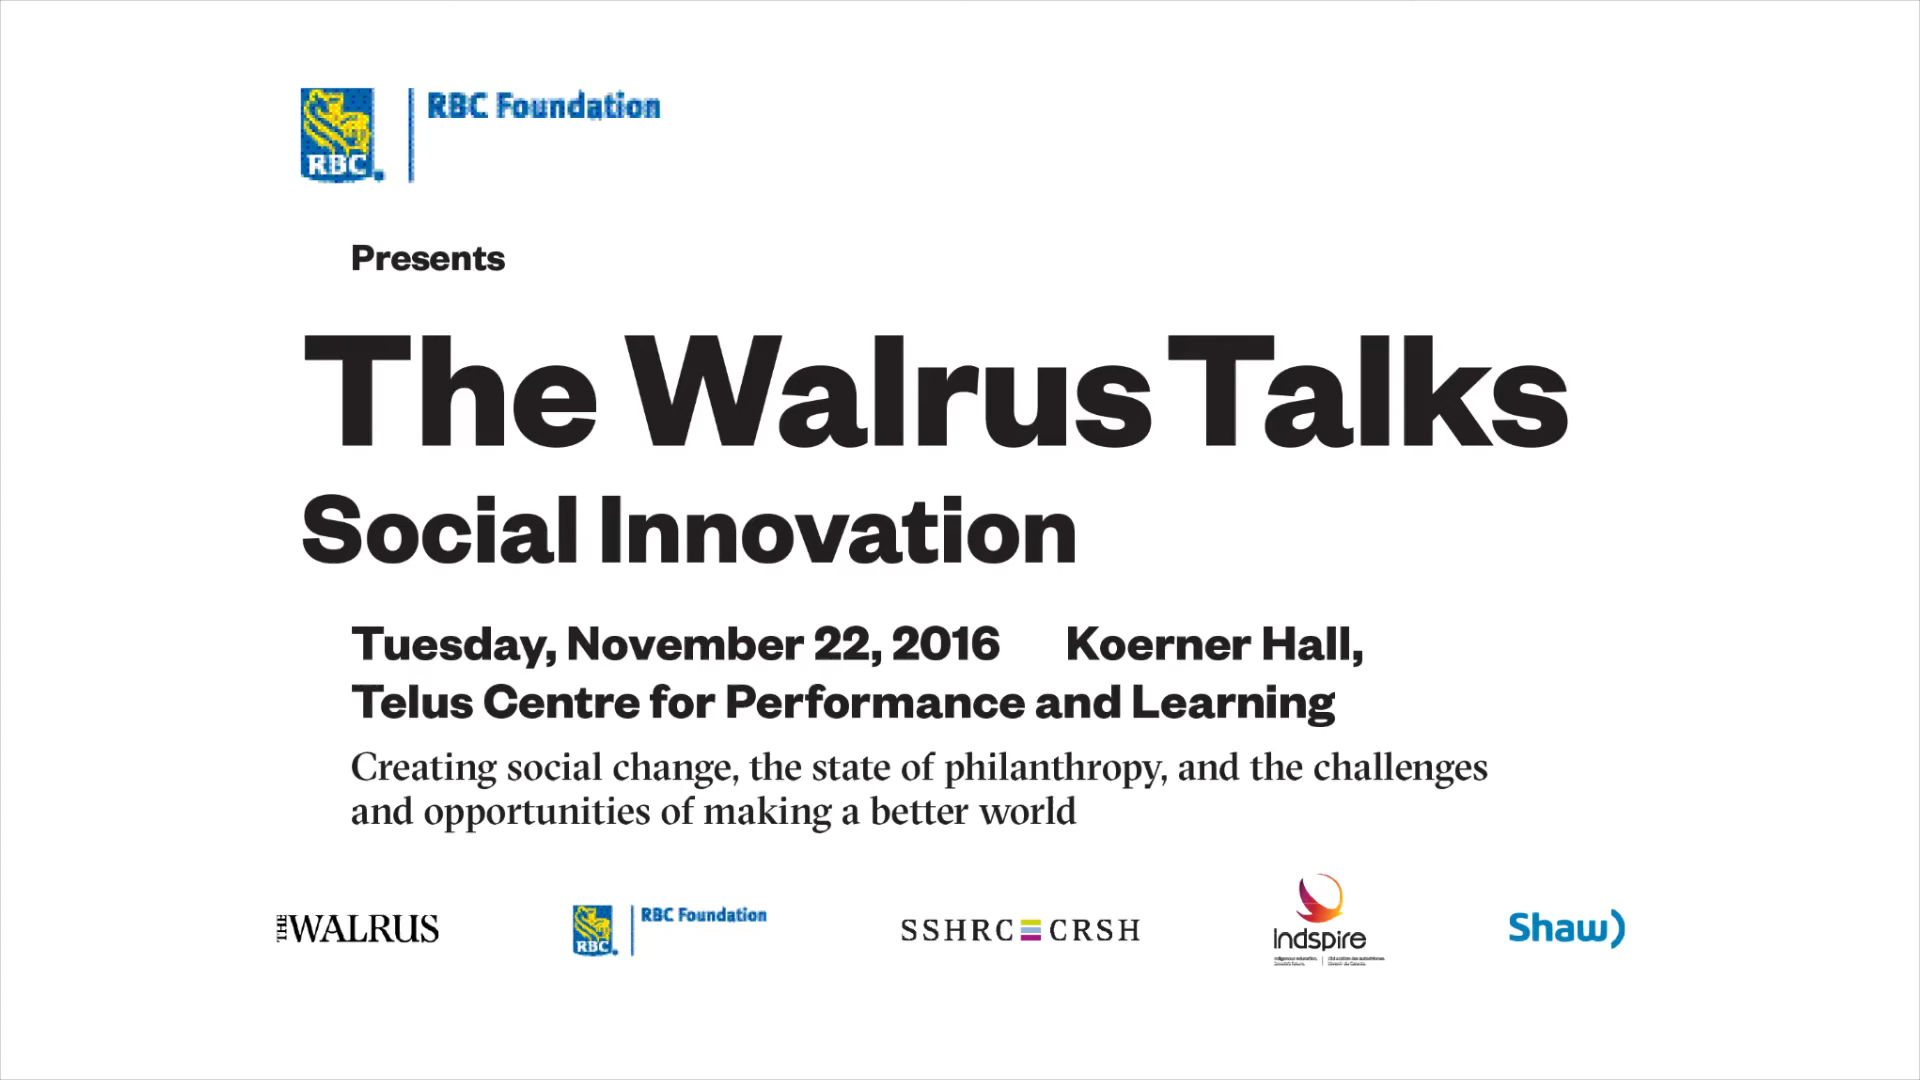 RBC
RBC Foundation
Presents
The Walrus Talks
Social Innovation
Tuesday, November 22, 2016 Koerner Hall,
Telus Centre for Performance and Learning
Creating social change, the state of philanthropy, and the challenges
and opportunities of making a better world
THE WALRUS
RBC
RBC Foundation
SSHRC CRSH
Indspire
Shaw)